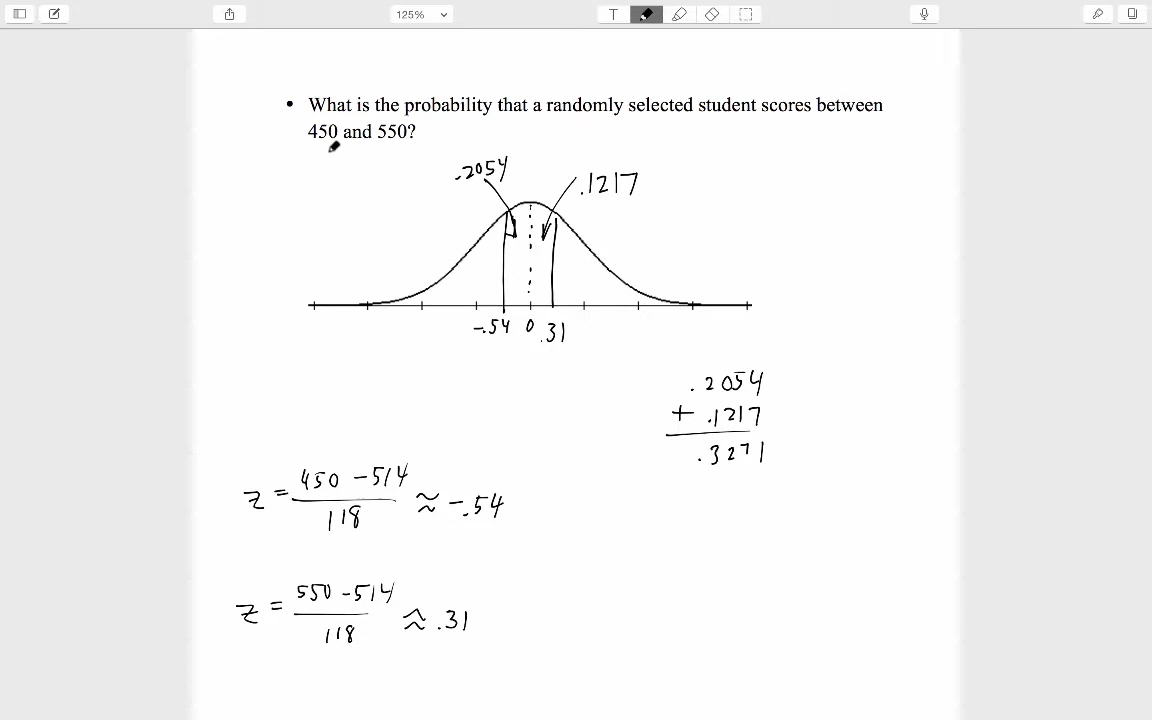 125%
T
• What is the probability that a randomly selected student scores between
450 and 550?
.2054
.1217
-.54 0 .31
.2054
+ .1217
.3271
z = 450 - 514
118
≈ -.54
z = 550 - 514
118
≈ .31